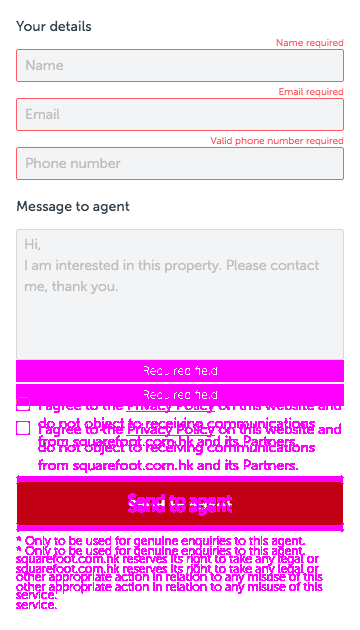 Your details
Name required
Name
Email required
Email
Valid phone number required
Phone number
Message to agent
Hi,
I am interested in this property. Please contact
me, thank you.
Required field
Required field
I agree to the Privacy Policy on this website and
do not object to receiving communications
I agree to the Privacy Policy on this website and
from squarefoot.com.hk and its Partners.
do not object to receiving communications
from squarefoot.com.hk and its Partners.
Send to agent
* Only to be used for genuine enquiries to this agent.
* Only to be used for genuine enquiries to this agent.
squarefoot.com.hk reserves its right to take any legal or
squarefoot.com.hk reserves its right to take any legal or
other appropriate action in relation to any misuse of this
other appropriate action in relation to any misuse of this
service.
service.